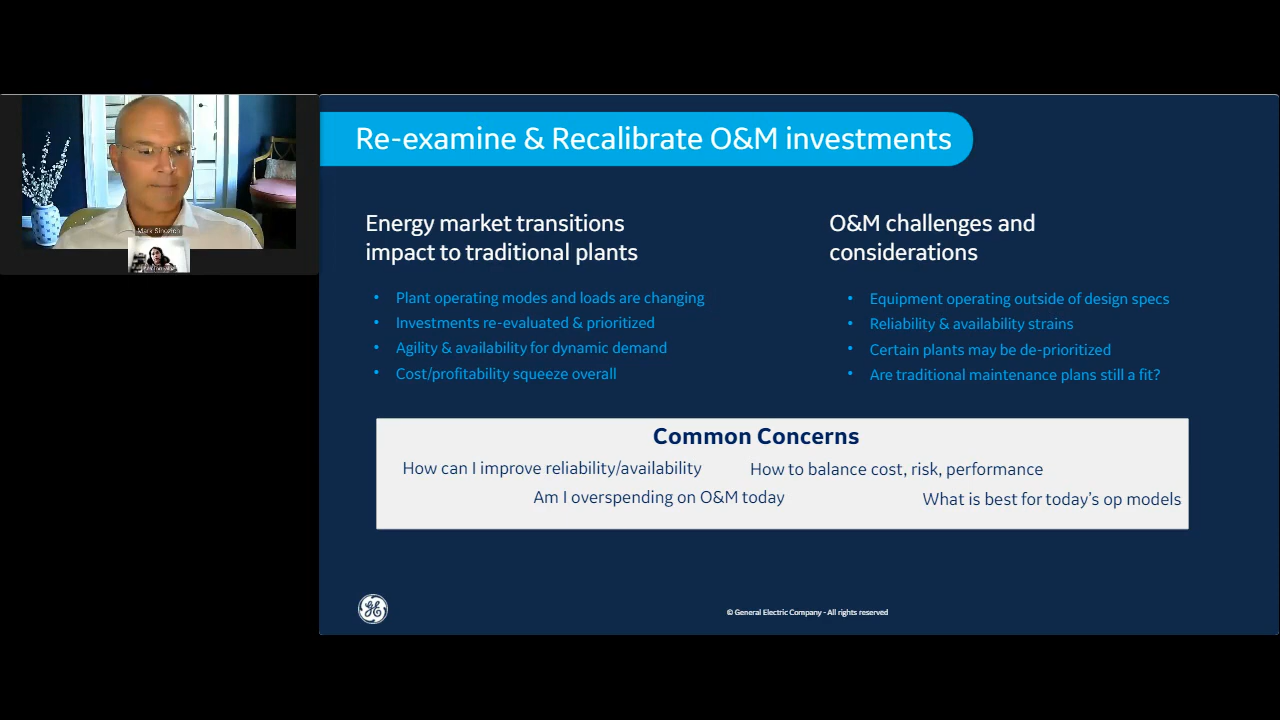 Mark Sinozich
Re-examine & Recalibrate O&M investments
Energy market transitions
impact to traditional plants
• Plant operating modes and loads are changing
• Investments re-evaluated & prioritized
• Agility & availability for dynamic demand
• Cost/profitability squeeze overall
O&M challenges and
considerations
• Equipment operating outside of design specs
• Reliability & availability strains
• Certain plants may be de-prioritized
• Are traditional maintenance plans still a fit?
Common Concerns
How can I improve reliability/availability
How to balance cost, risk, performance
Am I overspending on O&M today
What is best for today's op models
GE
© General Electric Company - All rights reserved